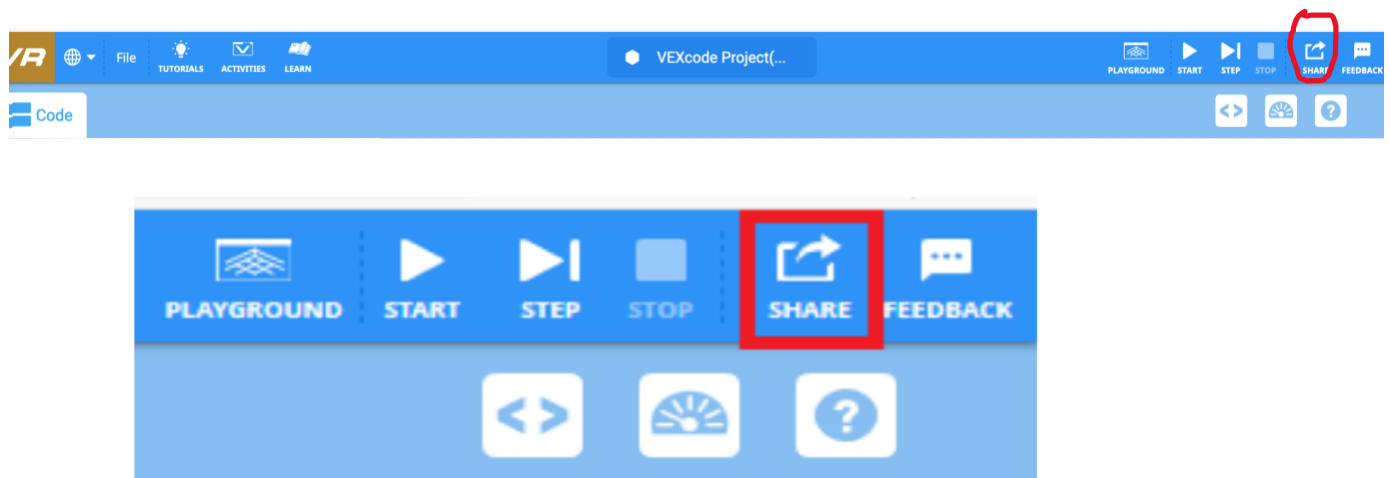 VR File TUTORIALS ACTIVITIES LEARN VEXcode Project(... PLAYGROUND START STEP STOP SHARE FEEDBACK
Code <> ?
PLAYGROUND START STEP STOP SHARE FEEDBACK
<> ?